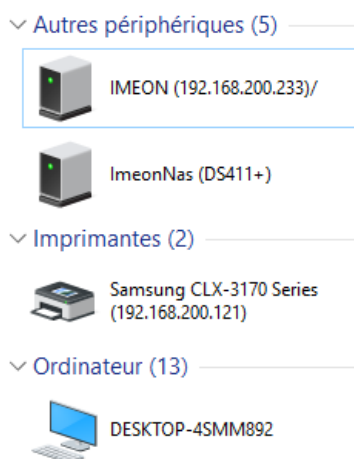 Autres périphériques (5)
IMEON (192.168.200.233)/
ImeonNas (DS411+)
Imprimantes (2)
Samsung CLX-3170 Series
(192.168.200.121)
Ordinateur (13)
DESKTOP-4SMM892